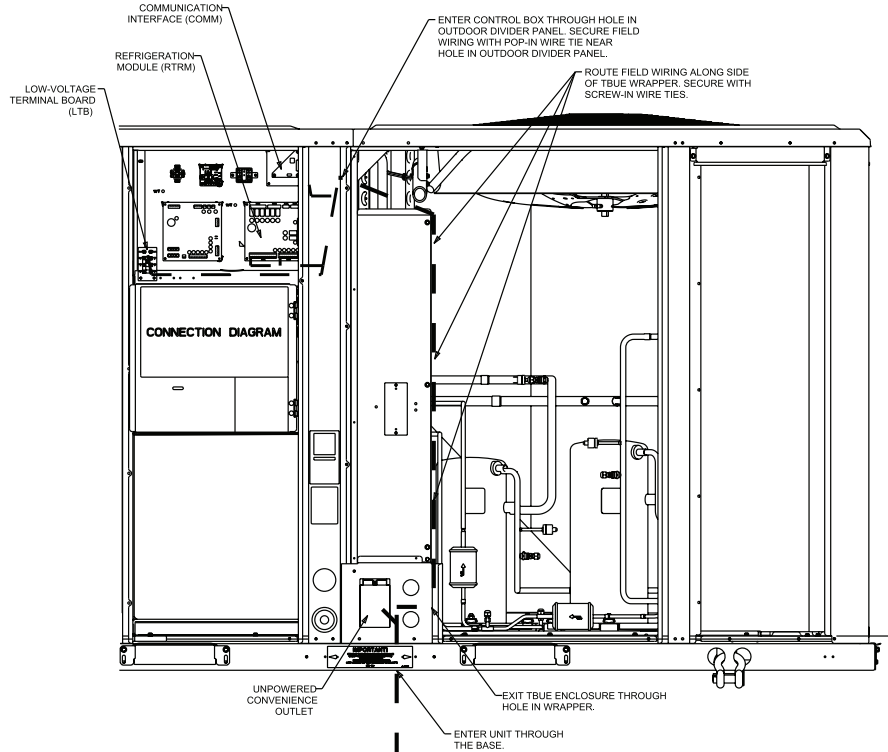 COMMUNICATION
INTERFACE (COMM)
ENTER CONTROL BOX THROUGH HOLE IN
OUTDOOR DIVIDER PANEL. SECURE FIELD
WIRING WITH POP-IN WIRE TIE NEAR
HOLE IN OUTDOOR DIVIDER PANEL.
REFRIGERATION
MODULE (RTRM)
ROUTE FIELD WIRING ALONG SIDE
OF TBUE WRAPPER. SECURE WITH
SCREW-IN WIRE TIES.
LOW-VOLTAGE
TERMINAL BOARD
(LTB)
CONNECTION DIAGRAM
IMPORTANT!
UNPOWERED
CONVENIENCE
OUTLET
EXIT TBUE ENCLOSURE THROUGH
HOLE IN WRAPPER.
ENTER UNIT THROUGH
THE BASE.